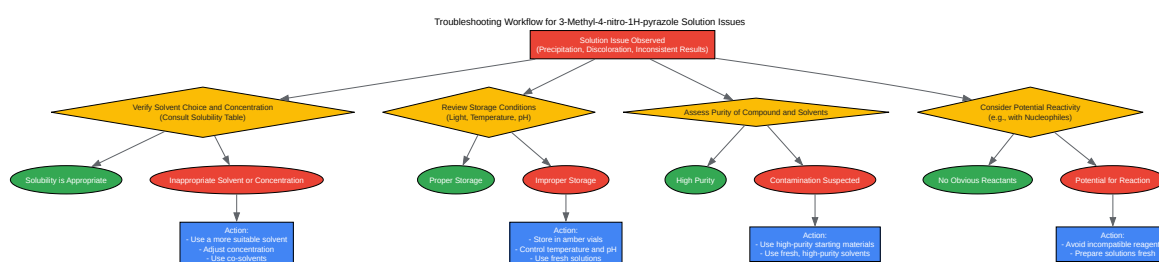 Troubleshooting Workflow for 3-Methyl-4-nitro-1H-pyrazole Solution Issues
Solution Issue Observed
(Precipitation, Discoloration, Inconsistent Results)
Verify Solvent Choice and Concentration
(Consult Solubility Table)
Review Storage Conditions
(Light, Temperature, pH)
Assess Purity of Compound and Solvents
Consider Potential Reactivity
(e.g., with Nucleophiles)
Solubility is Appropriate
Inappropriate Solvent or Concentration
Proper Storage
Improper Storage
High Purity
Contamination Suspected
No Obvious Reactants
Potential for Reaction
Action:
- Use a more suitable solvent
- Adjust concentration
- Use co-solvents
Action:
- Store in amber vials
- Control temperature and pH
- Use fresh solutions
Action:
- Use high-purity starting materials
- Use fresh, high-purity solvents
Action:
- Avoid incompatible reagent
- Prepare solutions fresh